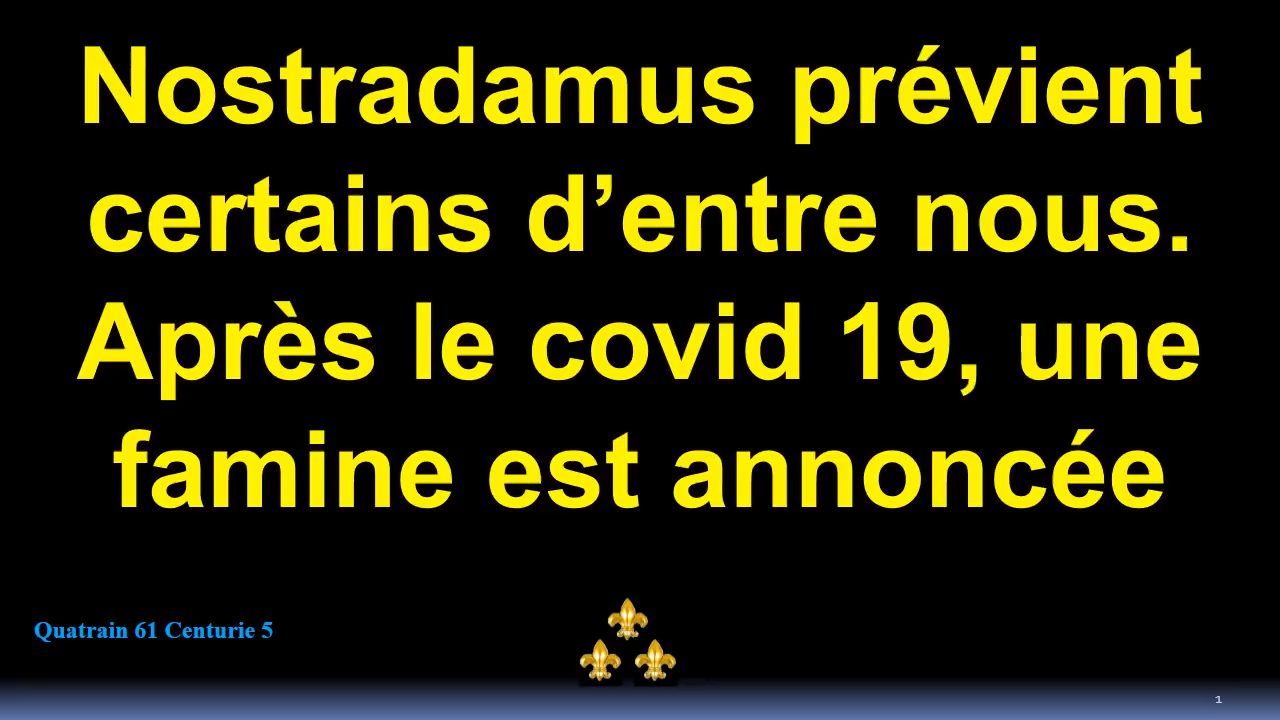 Nostradamus prévient
certains d’entre nous.
Après le covid 19, une
famine est annoncée
Quatrain 61 Centurie 5
1